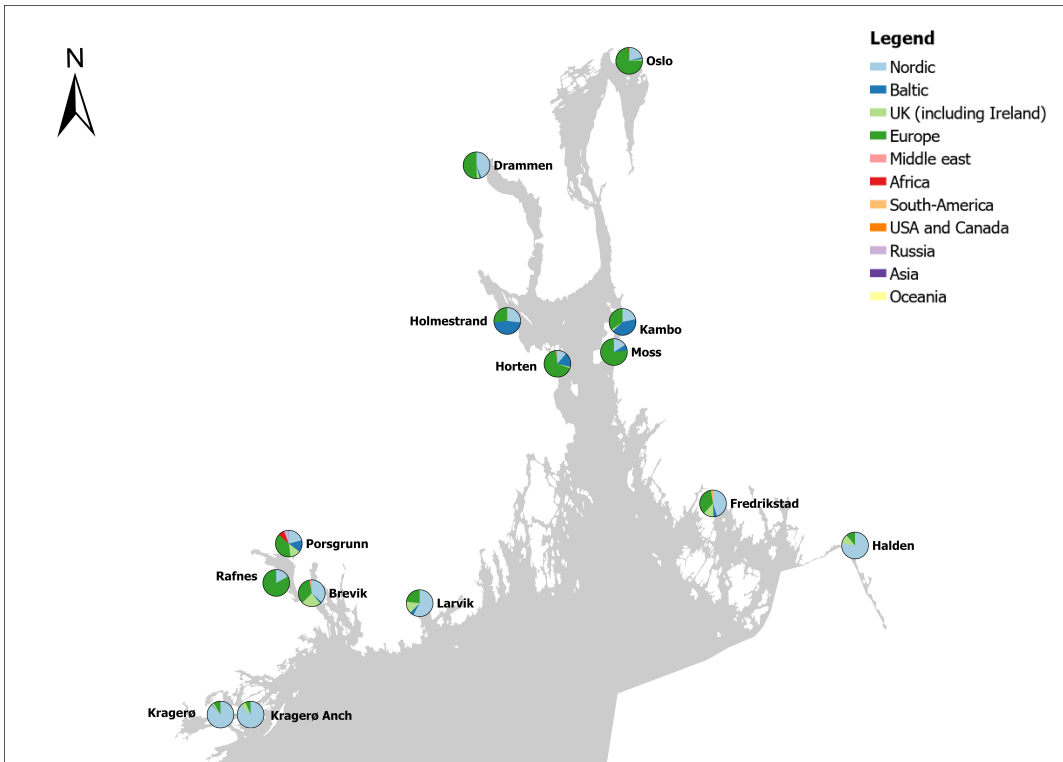 N
Oslo
Drammen
Holmestrand
Kambo
Moss
Horten
Fredrikstad
Halden
Porsgrunn
Rafnes
Brevik
Larvik
Kragerø
Kragerø Anch
Legend
Nordic
Baltic
UK (including Ireland)
Europe
Middle east
Africa
South-America
USA and Canada
Russia
Asia
Oceania